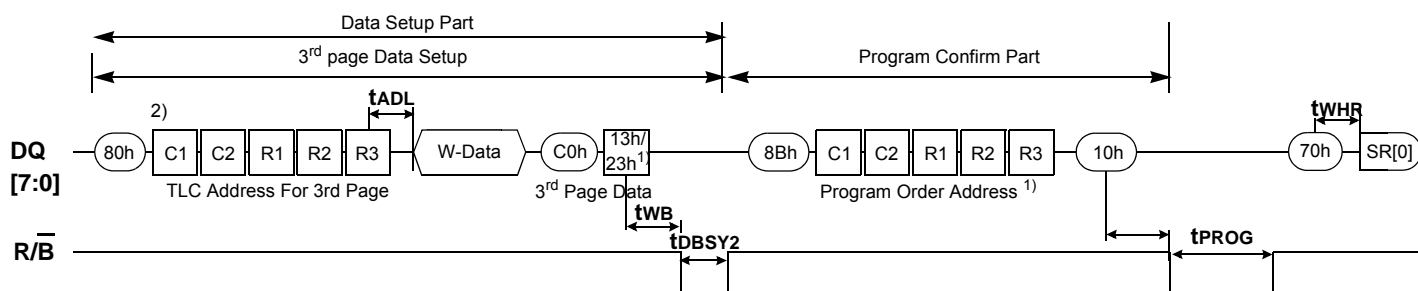 Data Setup Part
3rd page Data Setup
Program Confirm Part
2)
tADL
tWHR
DQ [7:0]
80h C1 C2 R1 R2 R3 W-Data C0h 13h/23h1) 8Bh C1 C2 R1 R2 R3 10h 70h SR[0]
TLC Address For 3rd Page
3rd Page Data
Program Order Address 1)
tWB
R/B̅
tDBSY2
tPROG